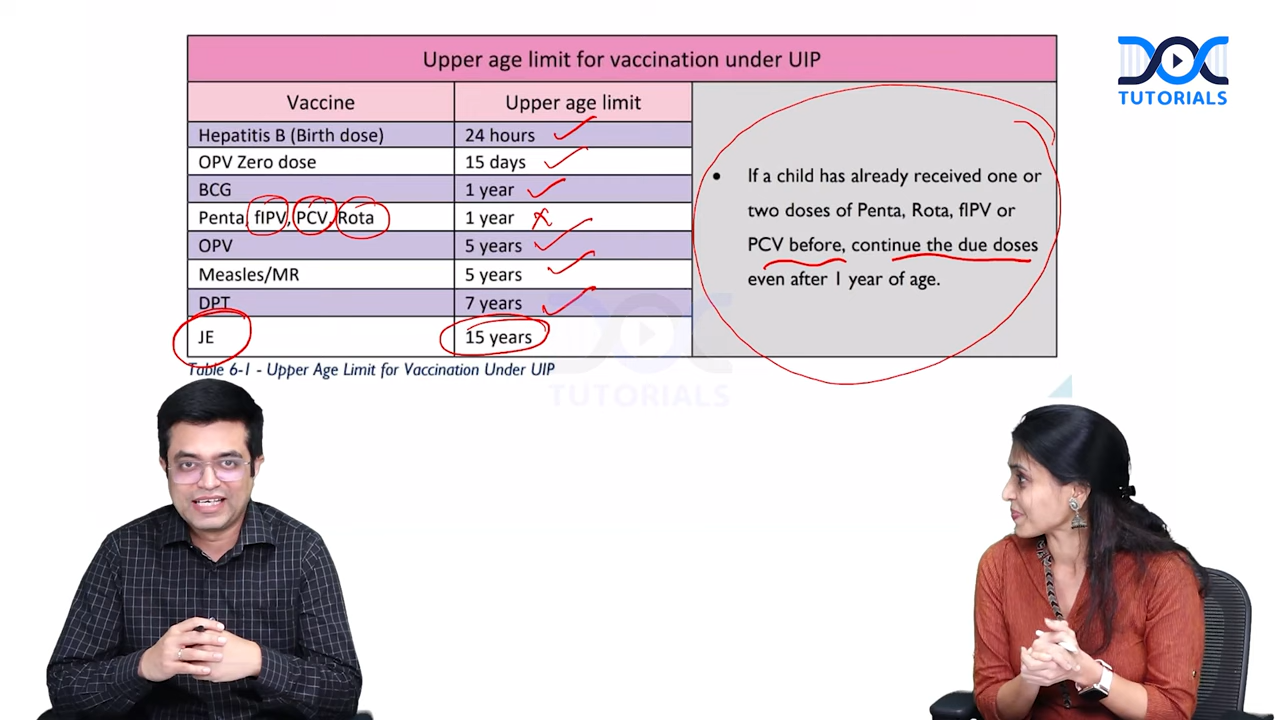 Upper age limit for vaccination under UIP
Vaccine Upper age limit
Hepatitis B (Birth dose) 24 hours
OPV Zero dose 15 days
BCG 1 year
Penta, fIPV, PCV, Rota 1 year
OPV 5 years
Measles/MR 5 years
DPT 7 years
JE 15 years
• If a child has already received one or
two doses of Penta, Rota, fIPV or
PCV before, continue the due doses
even after 1 year of age.
Table 6-1 - Upper Age Limit for Vaccination Under UIP
DOC
TUTORIALS
DOC
TUTORIALS